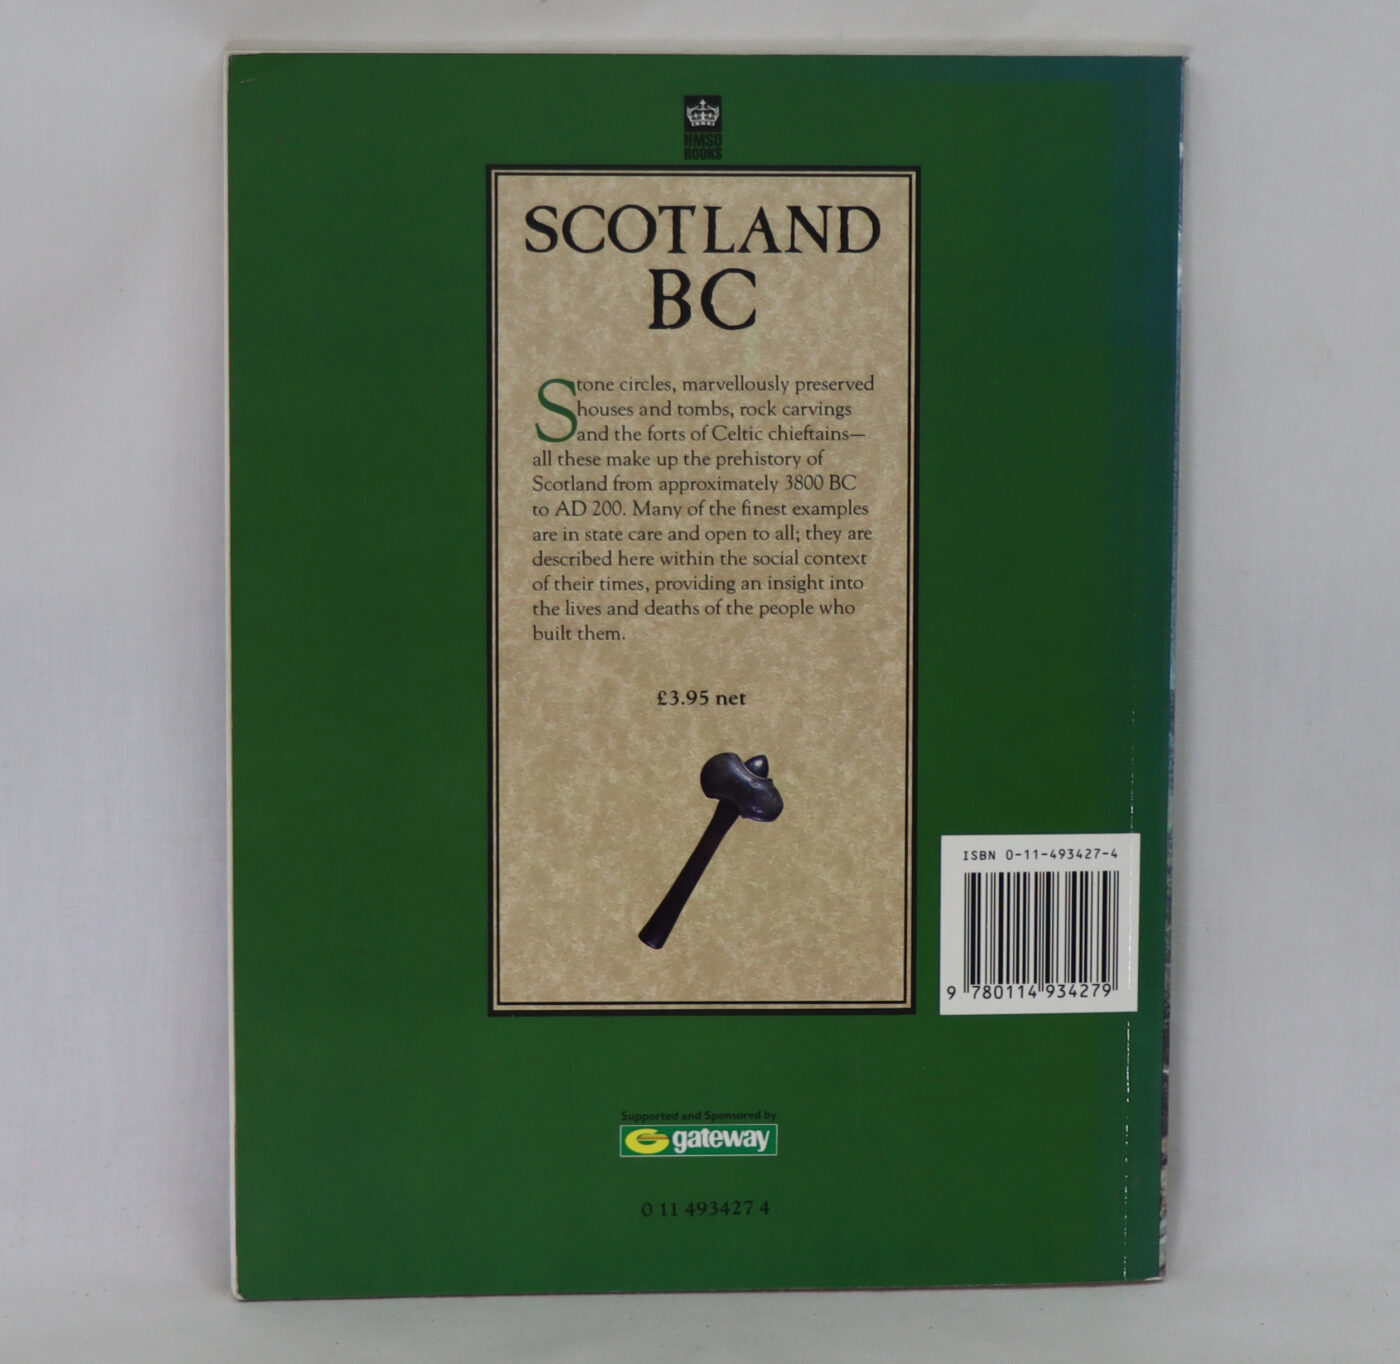 HMSO
BOOKS
SCOTLAND
BC
Stone circles, marvellously preserved
houses and tombs, rock carvings
and the forts of Celtic chieftains—
all these make up the prehistory of
Scotland from approximately 3800 BC
to AD 200. Many of the finest examples
are in state care and open to all; they are
described here within the social context
of their times, providing an insight into
the lives and deaths of the people who
built them.
£3.95 net
ISBN 0-11-493427-4
9 780114 934279
Supported and Sponsored by
gateway
0 11 493427 4